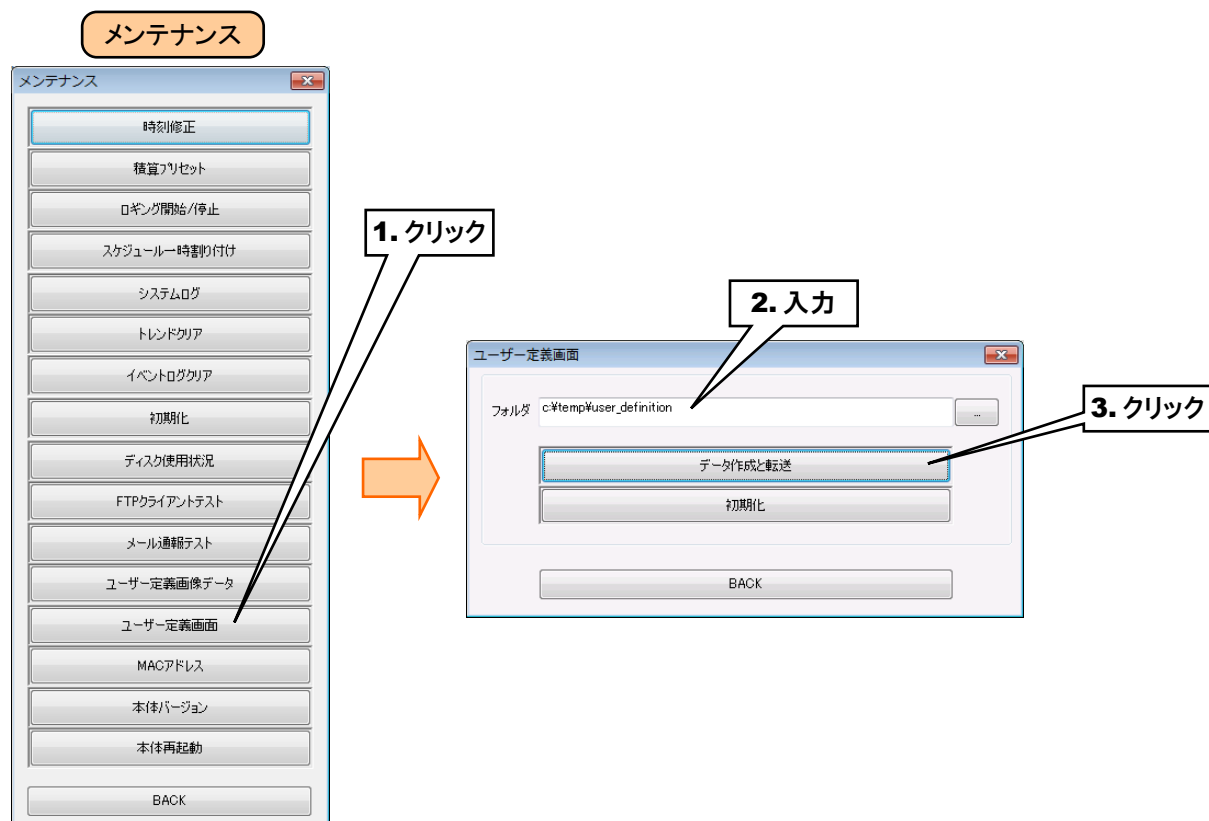 メンテナンス
メンテナンス
時刻修正
積算プリセット
ロギング開始/停止
スケジュール一時割り付け
システムログ
トレンドクリア
イベントログクリア
初期化
ディスク使用状況
FTPクライアントテスト
メール通報テスト
ユーザー定義画像データ
ユーザー定義画面
MACアドレス
本体バージョン
本体再起動
BACK
1. クリック
2. 入力
ユーザー定義画面
フォルダ c:¥temp¥user_definition ...
データ作成と転送
初期化
BACK
3. クリック